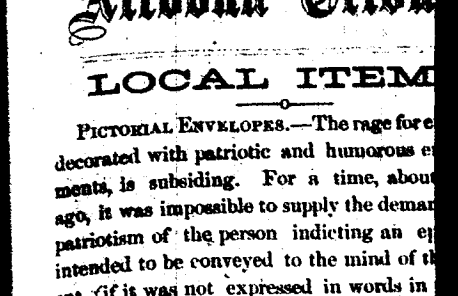 LOCAL ITEM
PICTORIAL ENVELOPES.—The rage for e
decorated with patriotic and humorous e
ments, is subsiding. For a time, about
ago, it was impossible to supply the deman
patriotism of the person indicting an ep
intended to be conveyed to the mind of th
(if it was not expressed in words in